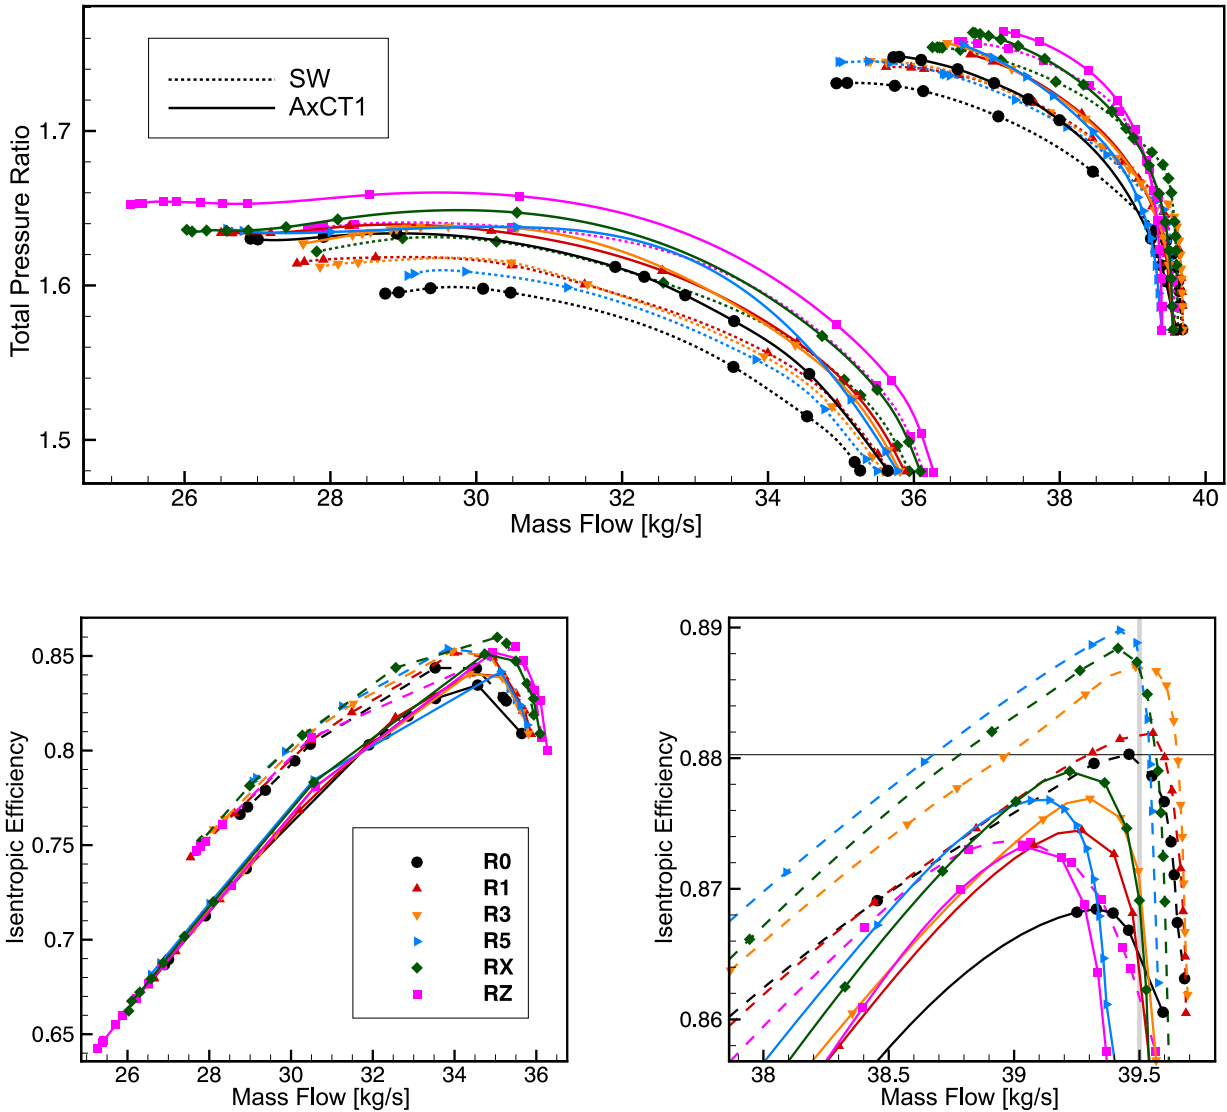 SW
AxCT1
Total Pressure Ratio
1.7
1.6
1.5
26 28 30 32 34 36 38 40
Mass Flow [kg/s]
Isentropic Efficiency
0.85
0.8
0.75
0.7
0.65
R0
R1
R3
R5
RX
RZ
26 28 30 32 34 36
Mass Flow [kg/s]
Isentropic Efficiency
0.89
0.88
0.87
0.86
38 38.5 39 39.5
Mass Flow [kg/s]